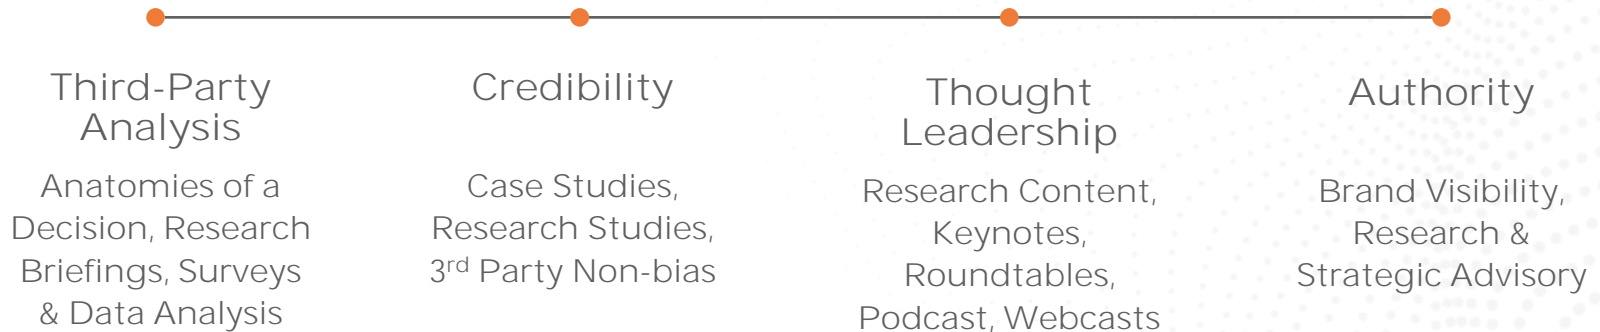 Third-Party
Analysis
Anatomies of a
Decision, Research
Briefings, Surveys
& Data Analysis
Credibility
Case Studies,
Research Studies,
3rd Party Non-bias
Thought
Leadership
Research Content,
Keynotes,
Roundtables,
Podcast, Webcasts
Authority
Brand Visibility,
Research &
Strategic Advisory